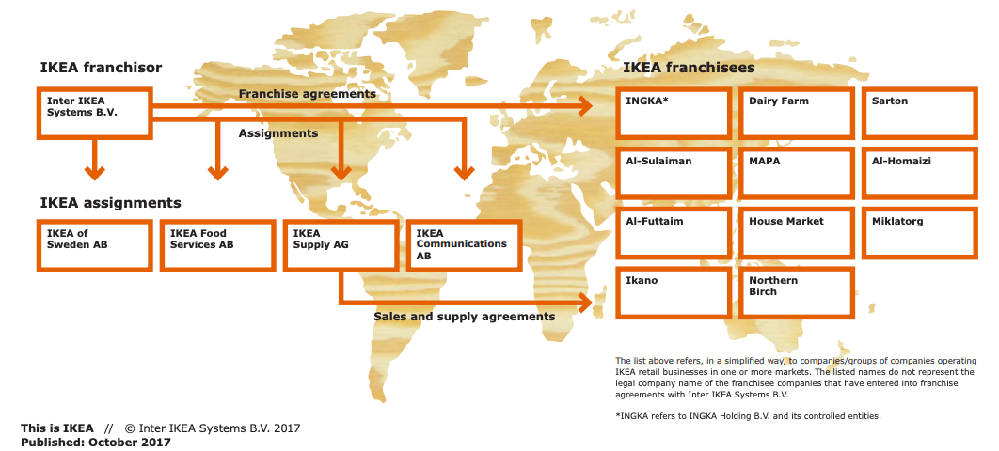 IKEA franchisor
Inter IKEA
Systems B.V.
Franchise agreements
Assignments
IKEA assignments
IKEA of
Sweden AB
IKEA Food
Services AB
IKEA
Supply AG
IKEA
Communications
AB
Sales and supply agreements
IKEA franchisees
INGKA*
Dairy Farm
Sarton
Al-Sulaiman
MAPA
Al-Homaizi
Al-Futtaim
House Market
Miklatorg
Ikano
Northern
Birch
The list above refers, in a simplified way, to companies/groups of companies operating
IKEA retail businesses in one or more markets. The listed names do not represent the
legal company name of the franchisee companies that have entered into franchise
agreements with Inter IKEA Systems B.V.
*INGKA refers to INGKA Holding B.V. and its controlled entities.
This is IKEA // © Inter IKEA Systems B.V. 2017
Published: October 2017